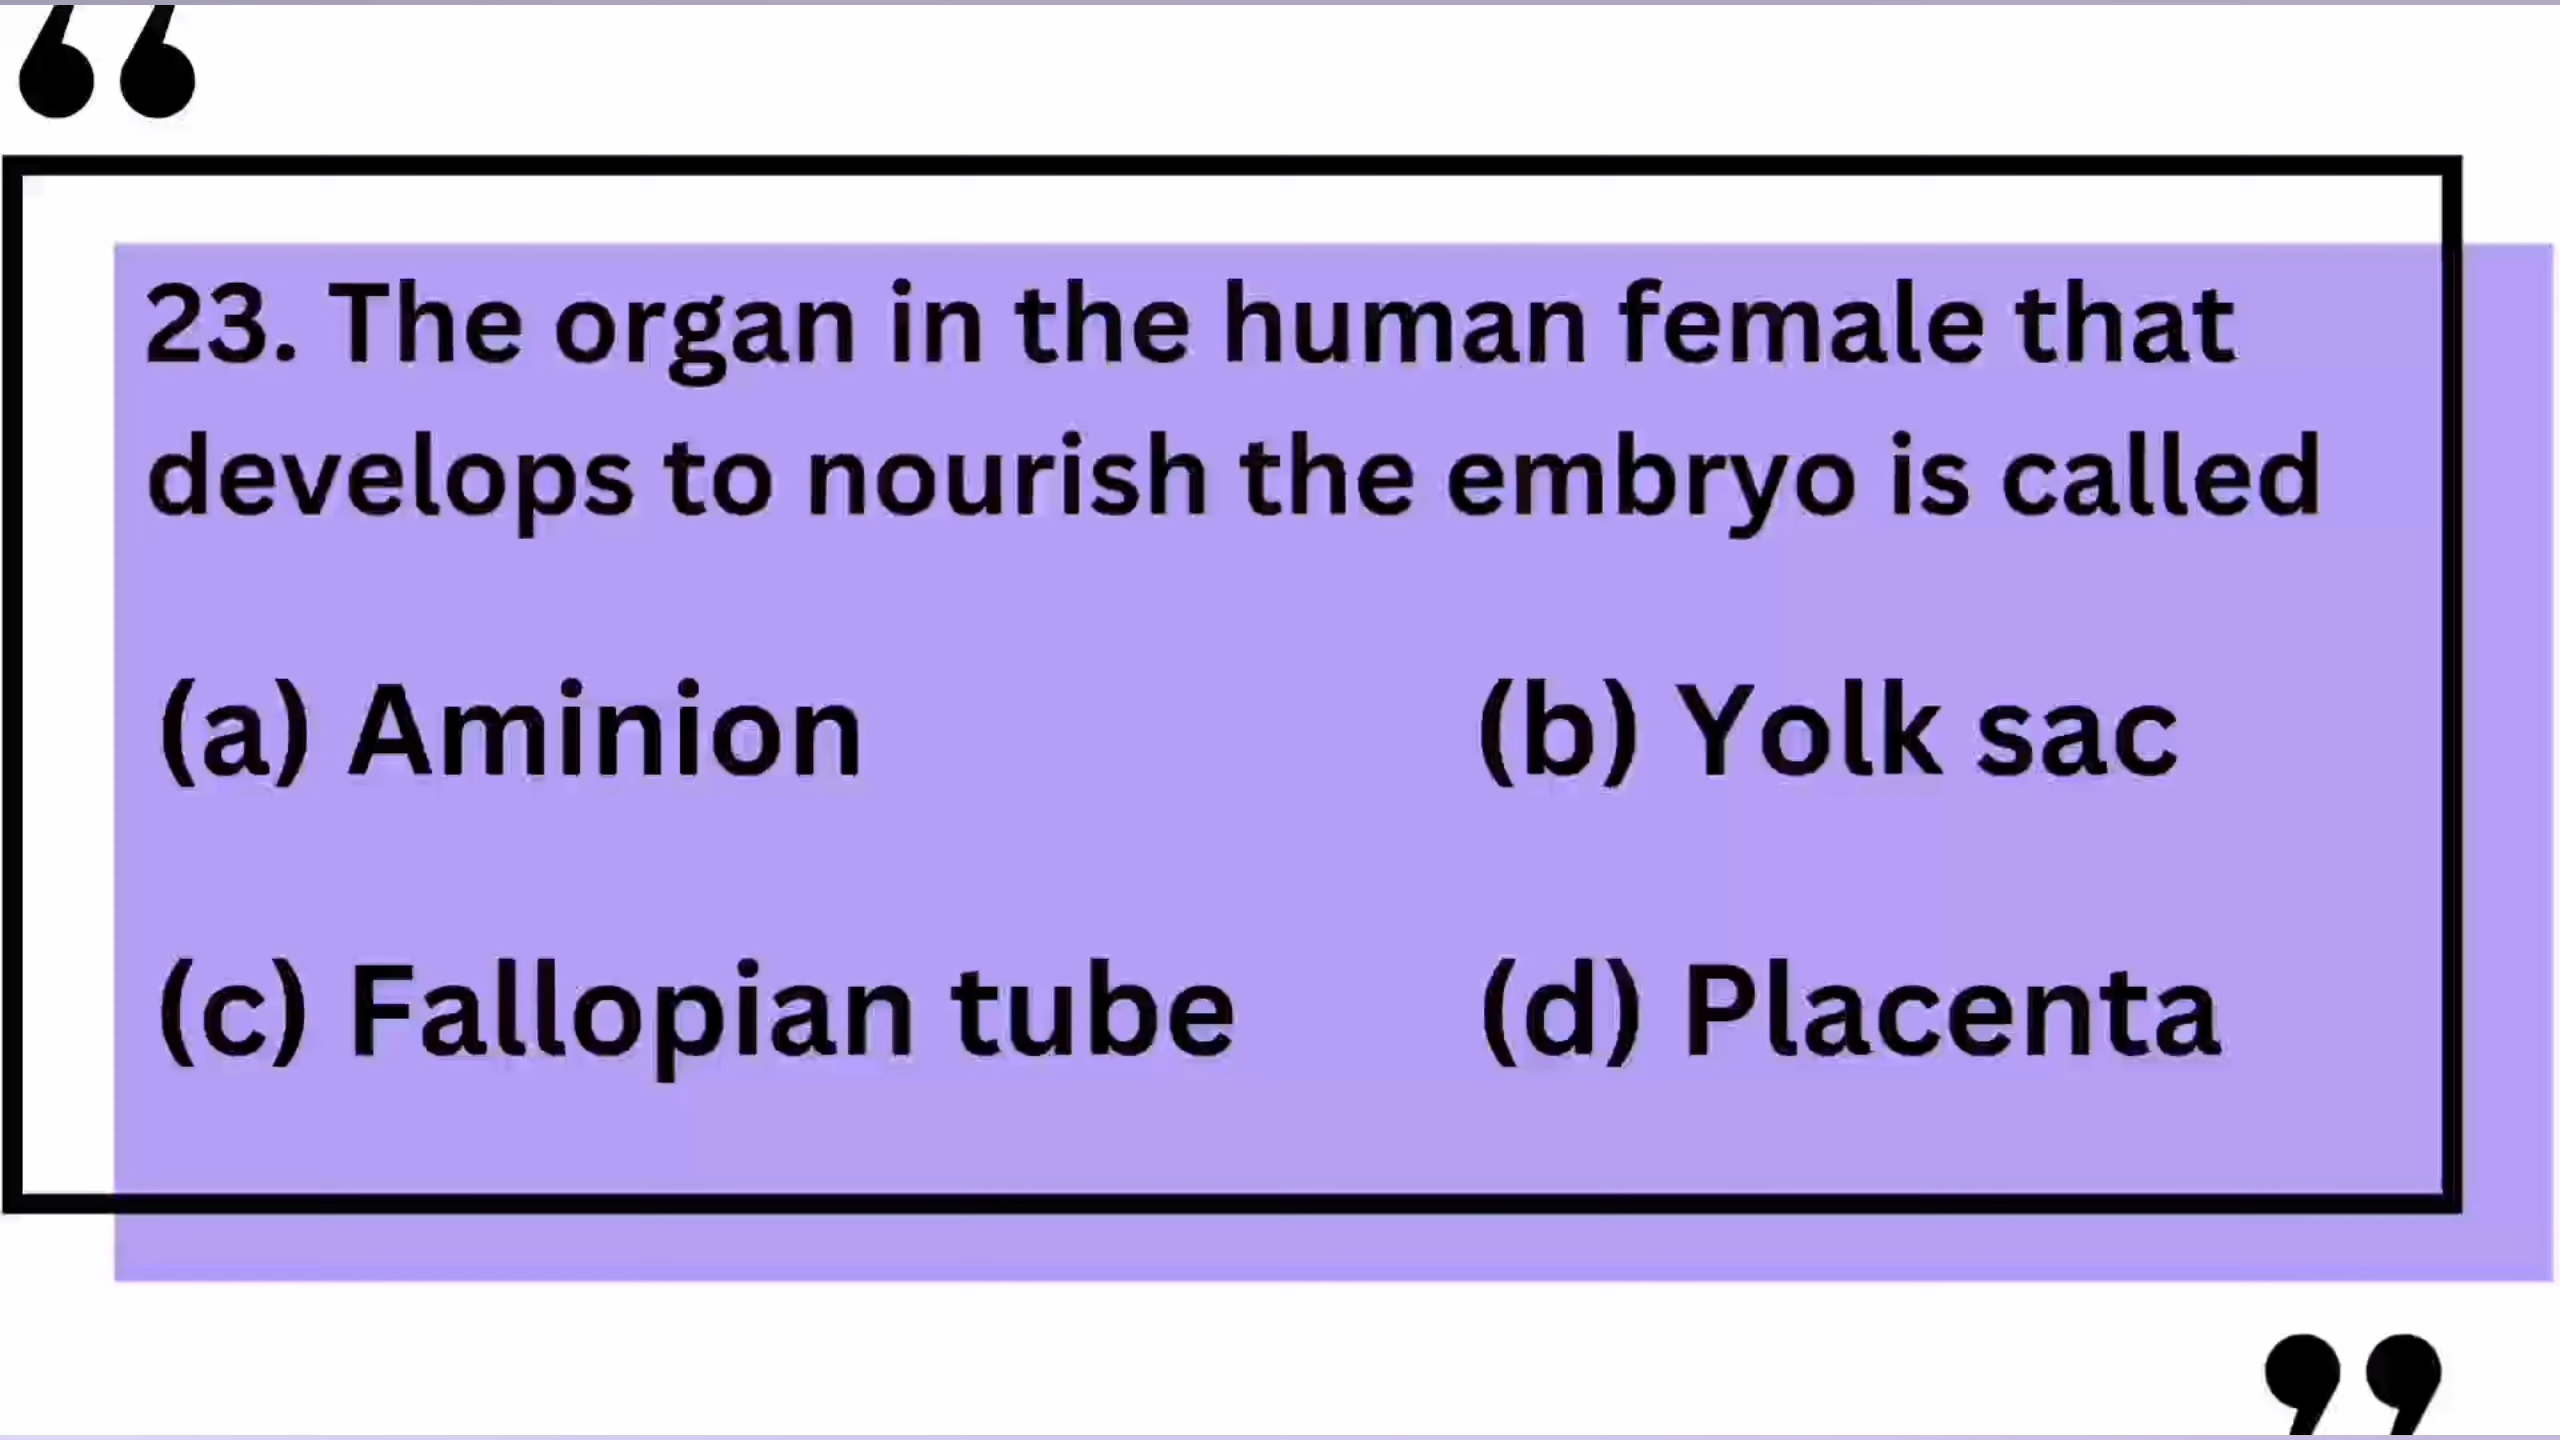 “
23. The organ in the human female that
develops to nourish the embryo is called
(a) Aminion (b) Yolk sac
(c) Fallopian tube (d) Placenta
”